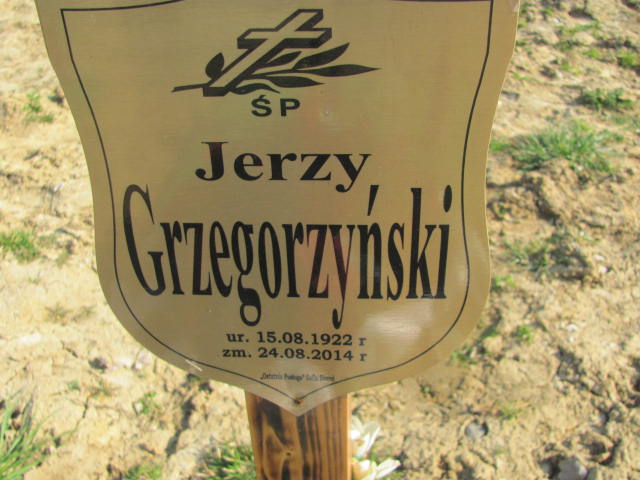 ŚP
Jerzy
Grzegorzyński
ur. 15.08.1922 r
zm. 24.08.2014 r